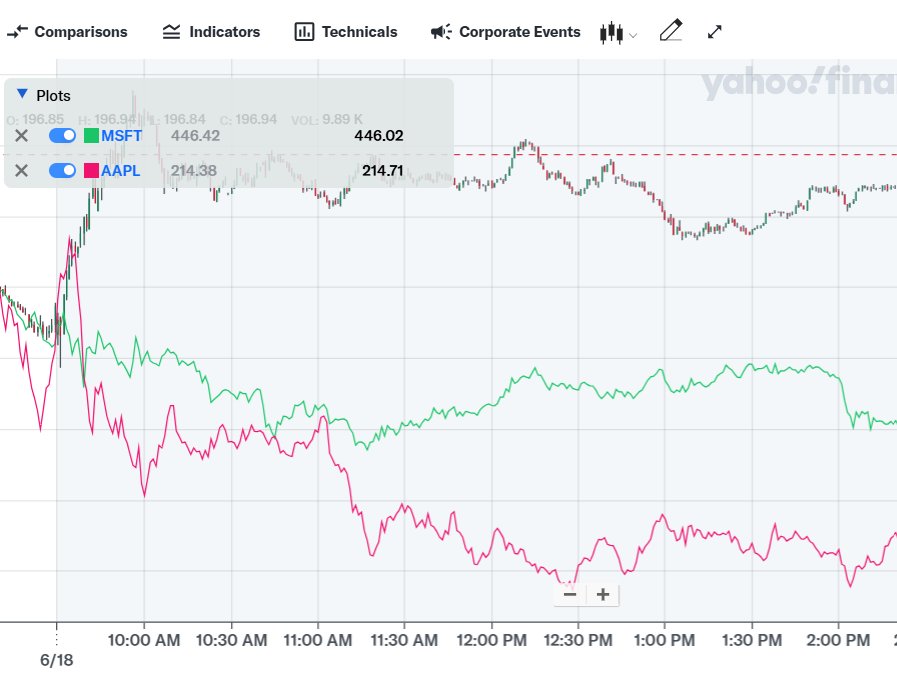 Comparisons Indicators Technicals Corporate Events
yahoo!fina
Plots
O: 196.85 H: 196.94 L: 196.84 C: 196.94 VOL: 9.89 K
MSFT 446.42 446.02
AAPL 214.38 214.71
− +
10:00 AM 10:30 AM 11:00 AM 11:30 AM 12:00 PM 12:30 PM 1:00 PM 1:30 PM 2:00 PM 2
6/18